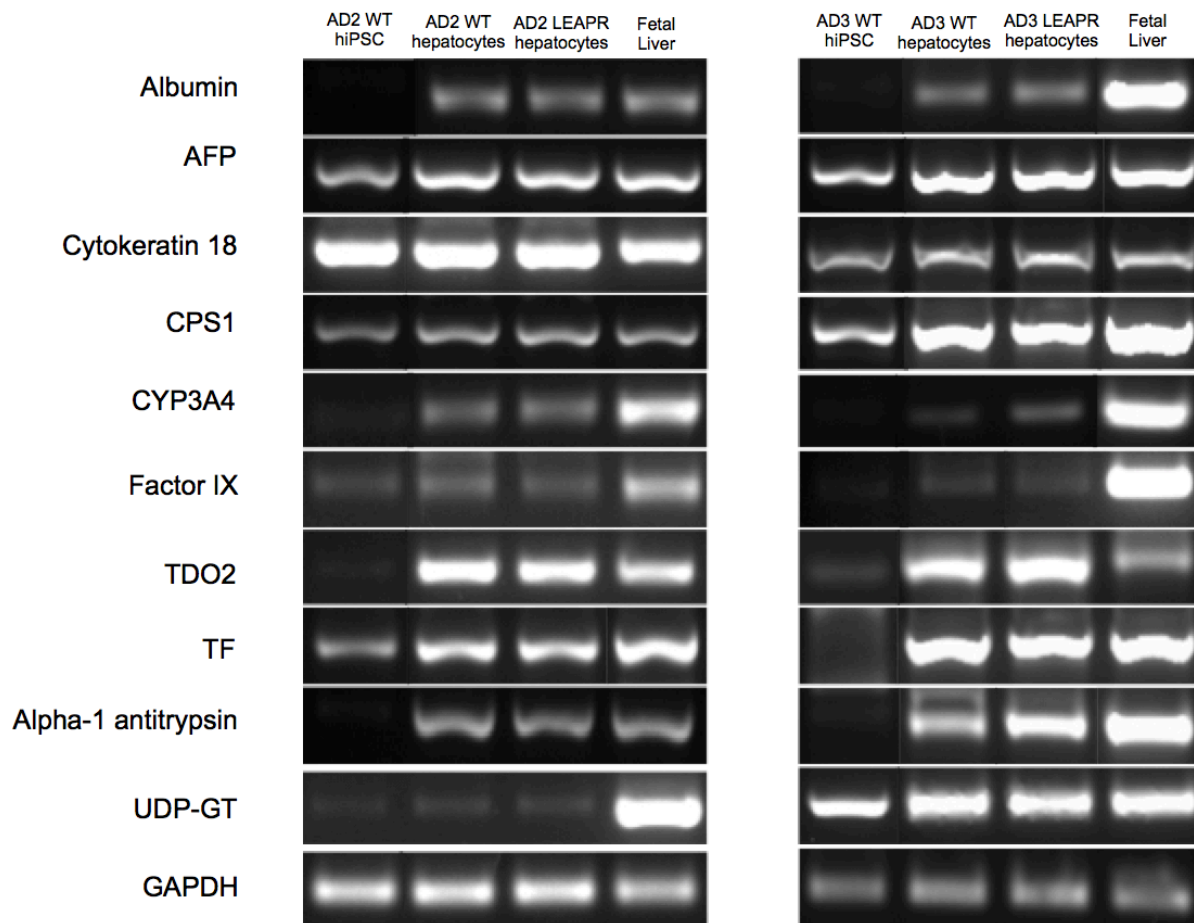 AD2 WT hiPSC
AD2 WT hepatocytes
AD2 LEAPR hepatocytes
Fetal Liver
AD3 WT hiPSC
AD3 WT hepatocytes
AD3 LEAPR hepatocytes
Fetal Liver
Albumin
AFP
Cytokeratin 18
CPS1
CYP3A4
Factor IX
TDO2
TF
Alpha-1 antitrypsin
UDP-GT
GAPDH